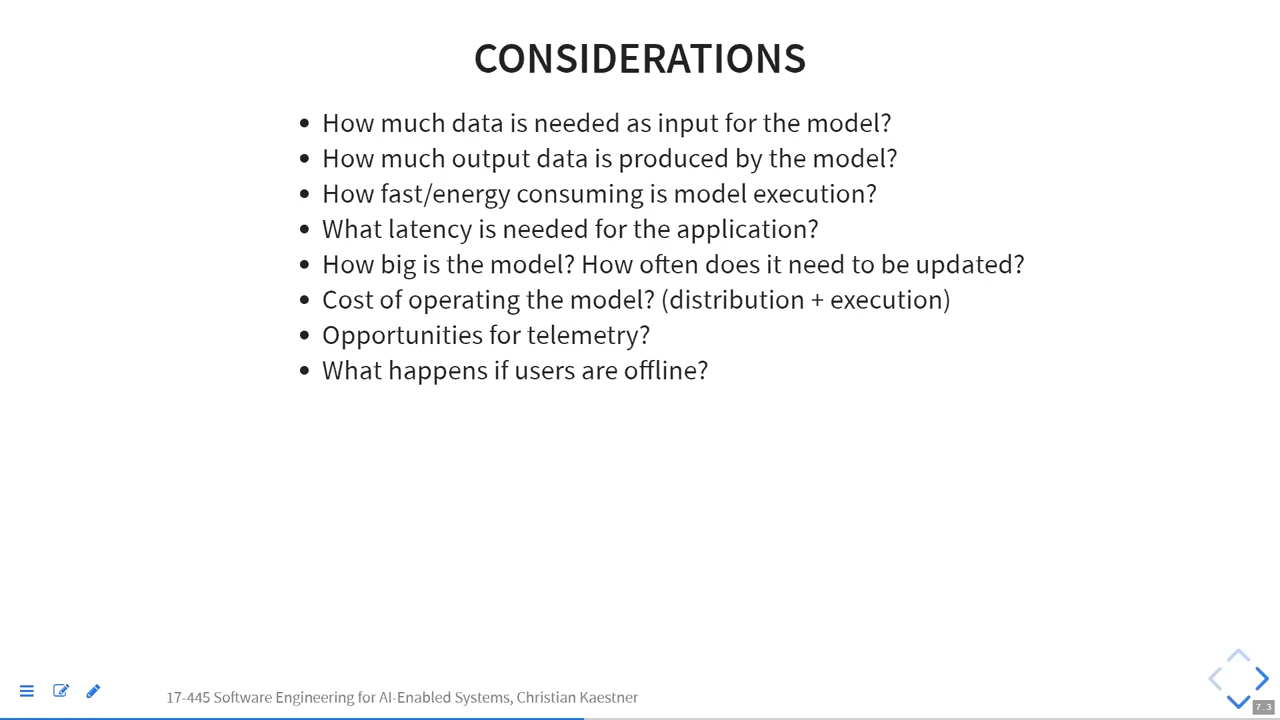 CONSIDERATIONS
How much data is needed as input for the model?
How much output data is produced by the model?
How fast/energy consuming is model execution?
What latency is needed for the application?
How big is the model? How often does it need to be updated?
Cost of operating the model? (distribution + execution)
Opportunities for telemetry?
What happens if users are offline?
17-445 Software Engineering for AI-Enabled Systems, Christian Kaestner
7.3